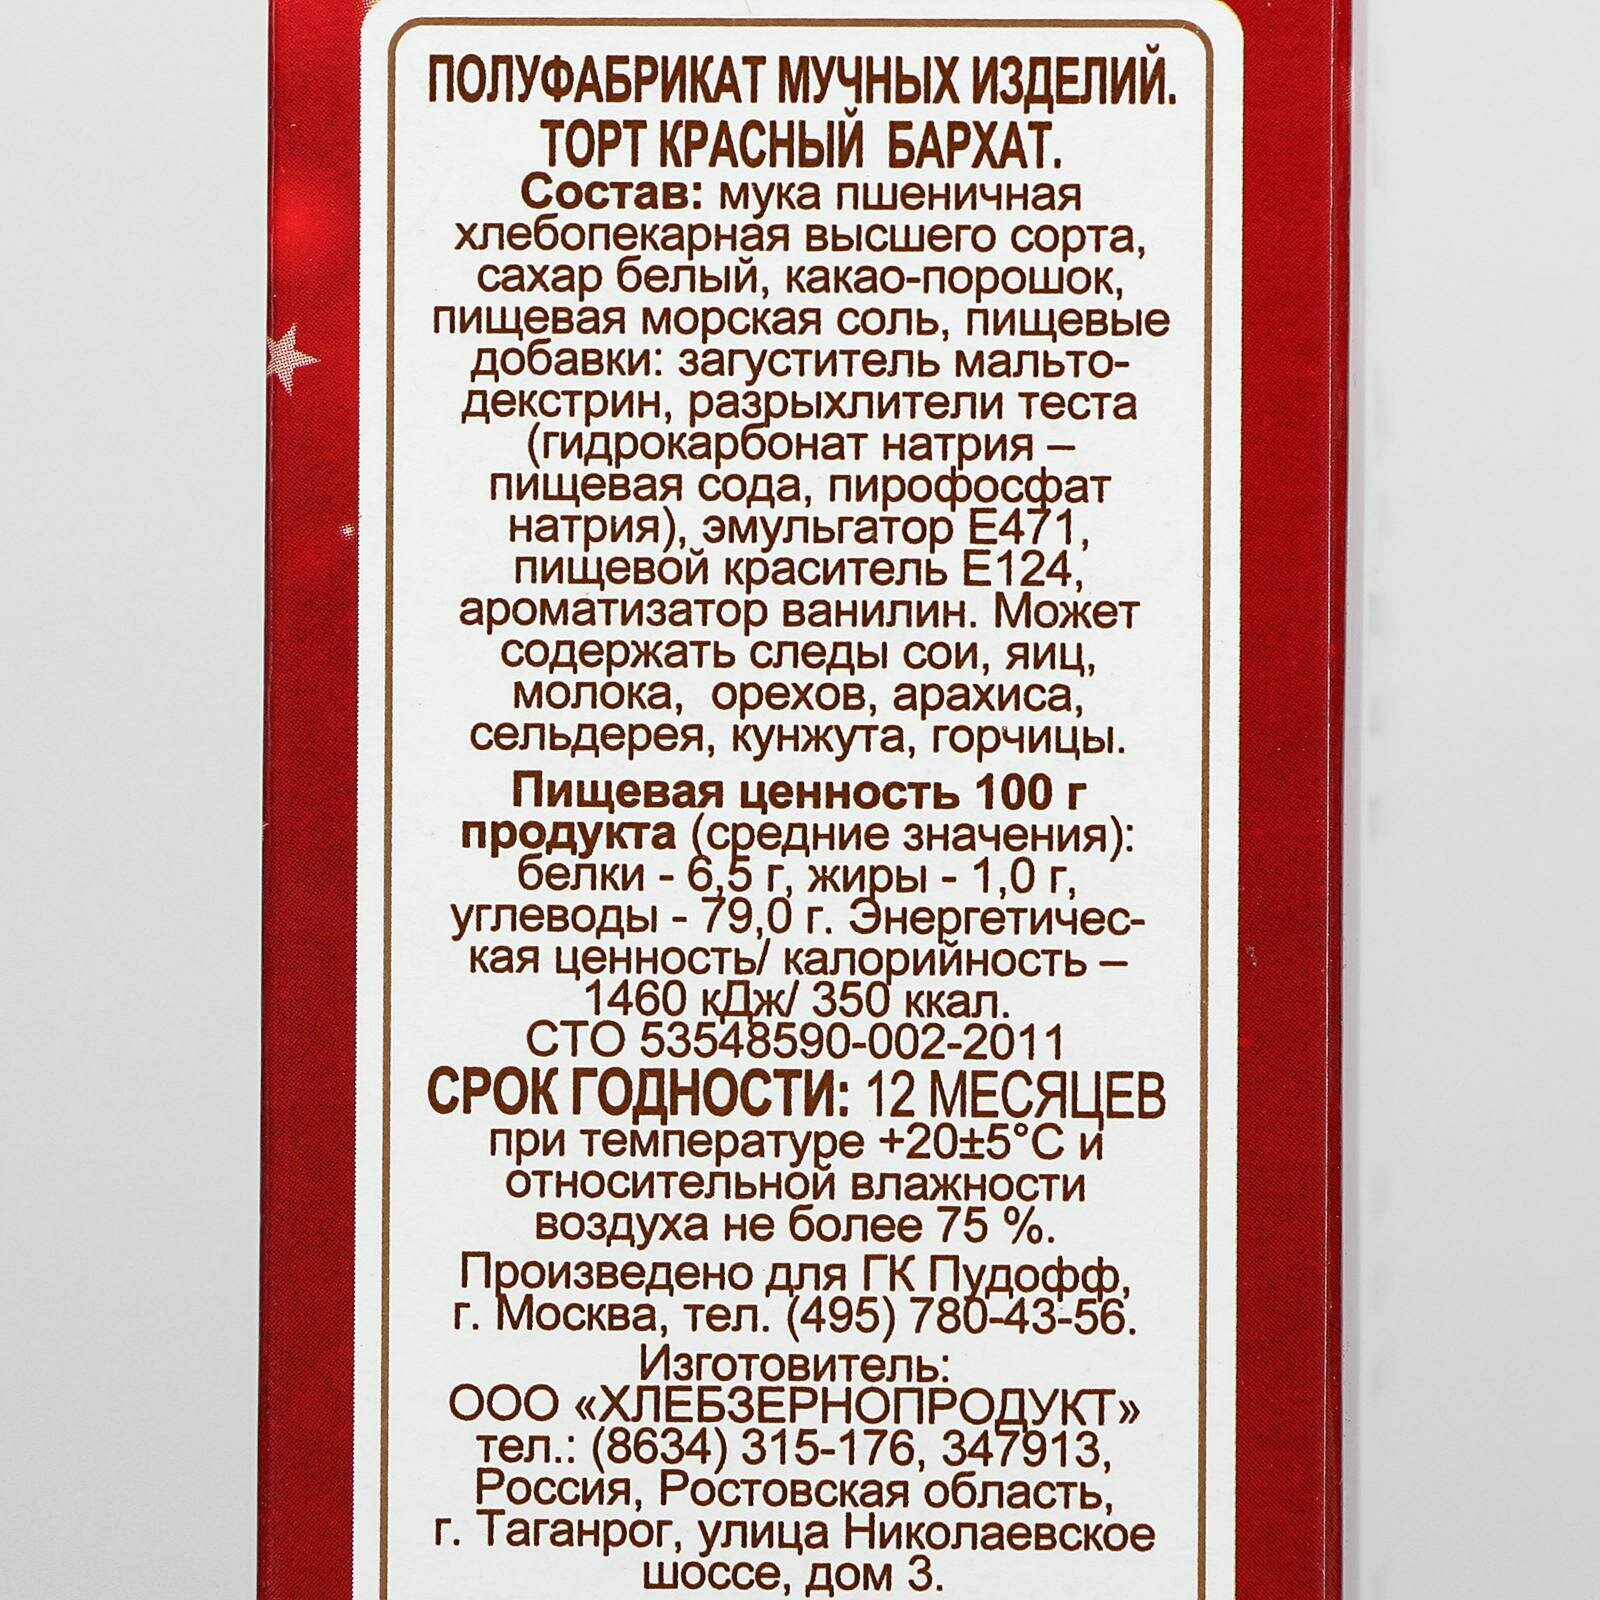 ПОЛУФАБРИКАТ МУЧНЫХ ИЗДЕЛИЙ.
ТОРТ КРАСНЫЙ БАРХАТ.
Состав: мука пшеничная
хлебопекарная высшего сорта,
сахар белый, какао-порошок,
пищевая морская соль, пищевые
добавки: загуститель мальто-
декстрин, разрыхлители теста
(гидрокарбонат натрия –
пищевая сода, пирофосфат
натрия), эмульгатор Е471,
пищевой краситель Е124,
ароматизатор ванилин. Может
содержать следы сои, яиц,
молока, орехов, арахиса,
сельдерея, кунжута, горчицы.
Пищевая ценность 100 г
продукта (средние значения):
белки - 6,5 г, жиры - 1,0 г,
углеводы - 79,0 г. Энергетичес-
кая ценность/ калорийность –
1460 кДж/ 350 ккал.
СТО 53548590-002-2011
СРОК ГОДНОСТИ: 12 МЕСЯЦЕВ
при температуре +20±5°С и
относительной влажности
воздуха не более 75 %.
Произведено для ГК Пудофф,
г. Москва, тел. (495) 780-43-56.
Изготовитель:
ООО «ХЛЕБЗЕРНОПРОДУКТ»
тел.: (8634) 315-176, 347913,
Россия, Ростовская область,
г. Таганрог, улица Николаевское
шоссе, дом 3.